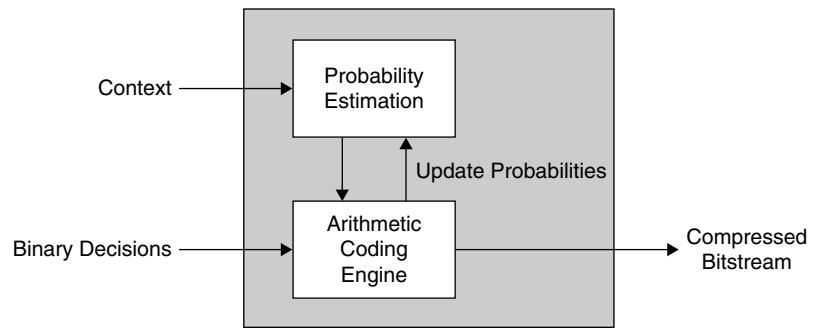 Context
Probability
Estimation
Update Probabilities
Binary Decisions
Arithmetic
Coding
Engine
Compressed
Bitstream